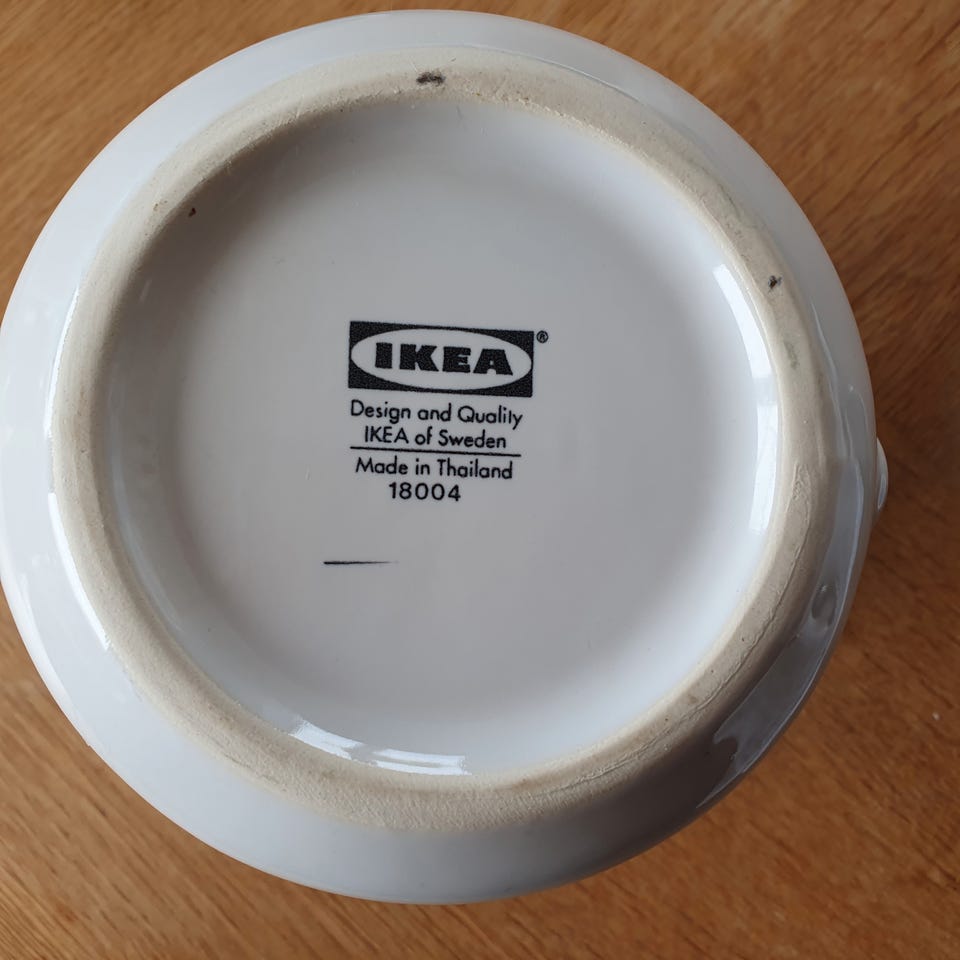 IKEA®
Design and Quality
IKEA of Sweden
Made in Thailand
18004